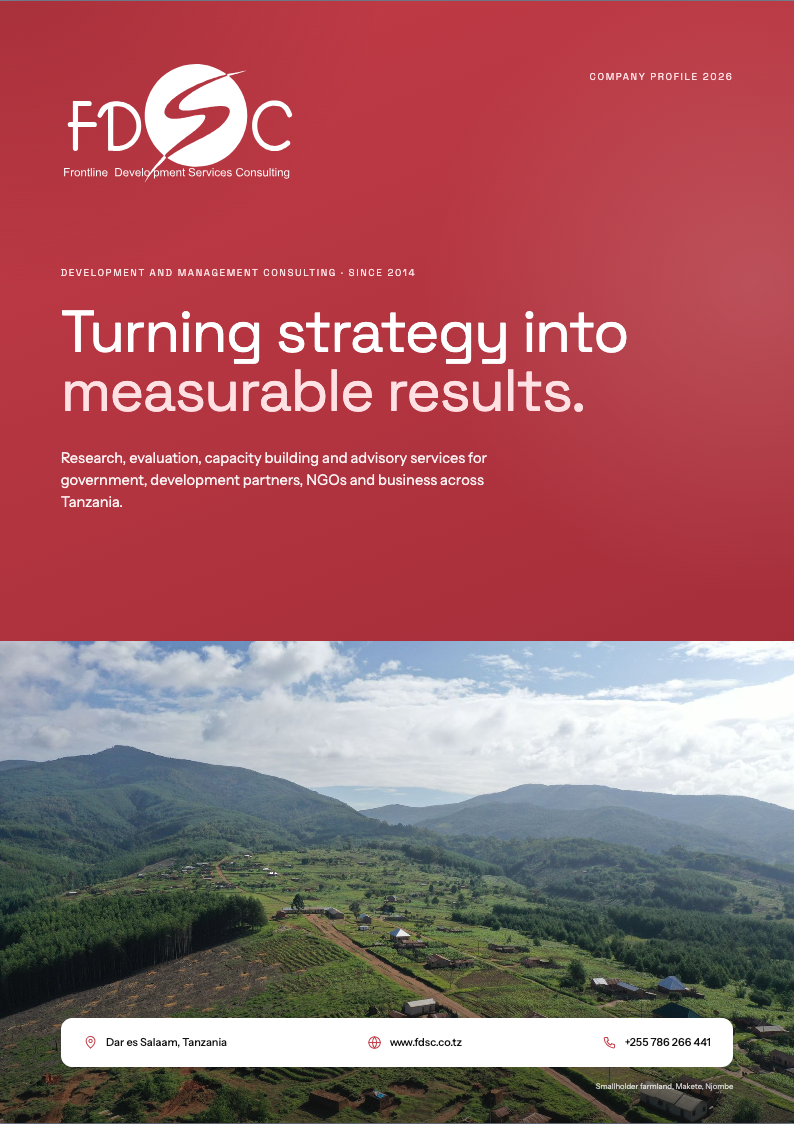 FDSC
Frontline Development Services Consulting
COMPANY PROFILE 2026
DEVELOPMENT AND MANAGEMENT CONSULTING · SINCE 2014
Turning strategy into
measurable results.
Research, evaluation, capacity building and advisory services for
government, development partners, NGOs and business across
Tanzania.
Dar es Salaam, Tanzania
www.fdsc.co.tz
+255 786 266 441
Smallholder farmland, Makete, Njombe